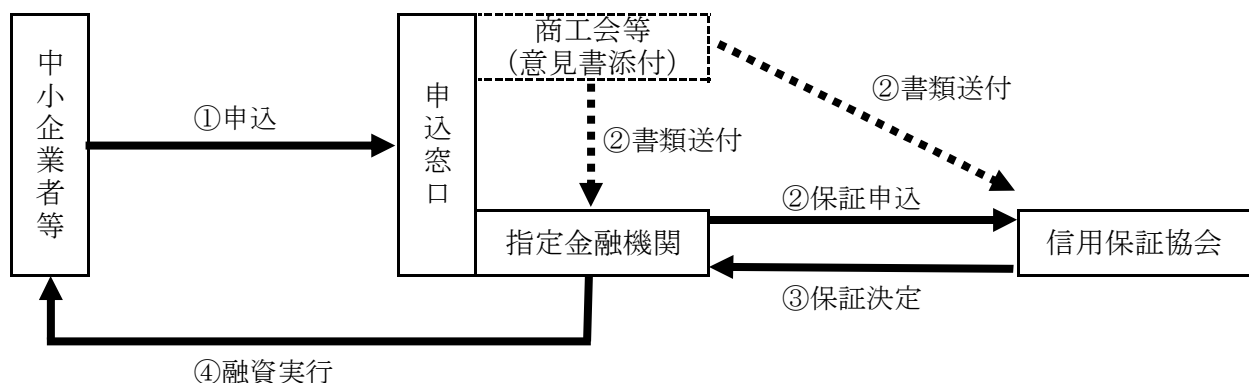 中小企業者等
①申込
申込窓口
商工会等
(意見書添付)
②書類送付
②書類送付
指定金融機関
②保証申込
③保証決定
信用保証協会
④融資実行